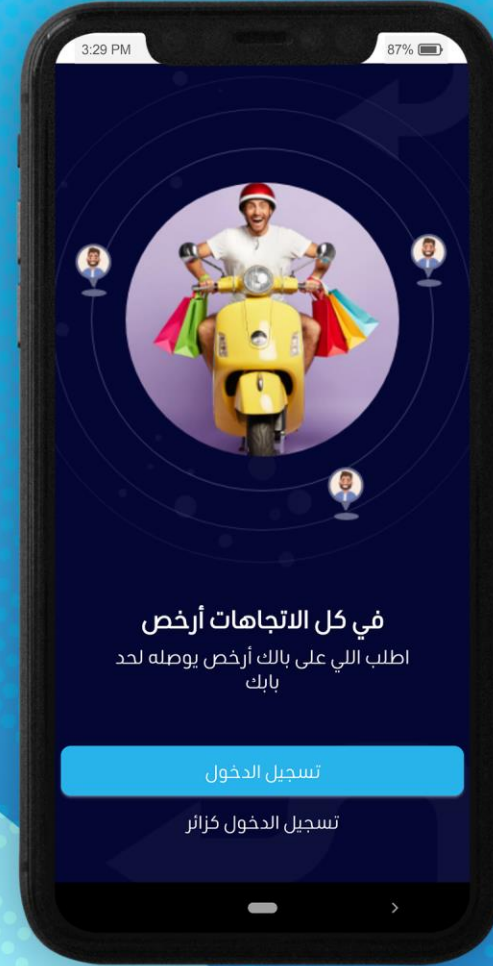 3:29 PM
87%
في كل الاتجاهات أرخص
اطلب اللي على بالك أرخص يوصله لحد
بابك
تسجيل الدخول
تسجيل الدخول كزائر